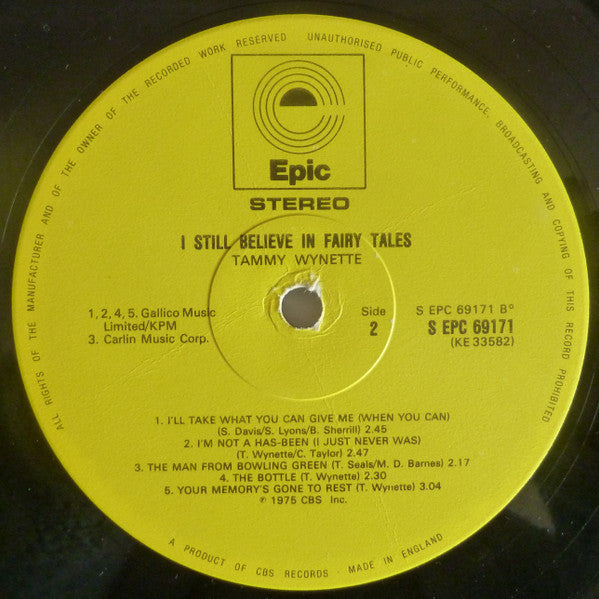 ALL RIGHTS OF THE MANUFACTURER AND OF THE OWNER OF THE RECORDED WORK RESERVED UNAUTHORISED PUBLIC PERFORMANCE, BROADCASTING AND COPYING OF THIS RECORD PROHIBITED
Epic
STEREO
I STILL BELIEVE IN FAIRY TALES
TAMMY WYNETTE
1, 2, 4, 5. Gallico Music
Limited/KPM
3. Carlin Music Corp.
Side
2
S EPC 69171 Bº
S EPC 69171
(KE 33582)
1. I'LL TAKE WHAT YOU CAN GIVE ME (WHEN YOU CAN)
(S. Davis/S. Lyons/B. Sherrill) 2.45
2. I'M NOT A HAS-BEEN (I JUST NEVER WAS)
(T. Wynette/C. Taylor) 2.47
3. THE MAN FROM BOWLING GREEN (T. Seals/M. D. Barnes) 2.17
4. THE BOTTLE (T. Wynette) 2.30
5. YOUR MEMORY'S GONE TO REST (T. Wynette) 3.04
℗ 1975 CBS Inc.
A PRODUCT OF CBS RECORDS · MADE IN ENGLAND